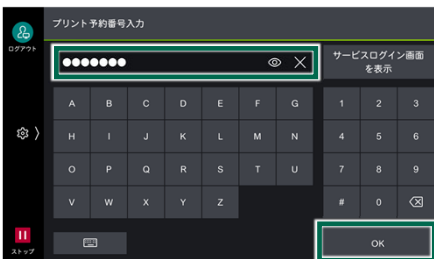 プリント予約番号入力
ログアウト
●●●●●●●
サービスログイン画面
を表示
A B C D E F G 1 2 3
H I J K L M N 4 5 6
O P Q R S T U 7 8 9
V W X Y Z # 0
ストップ
OK